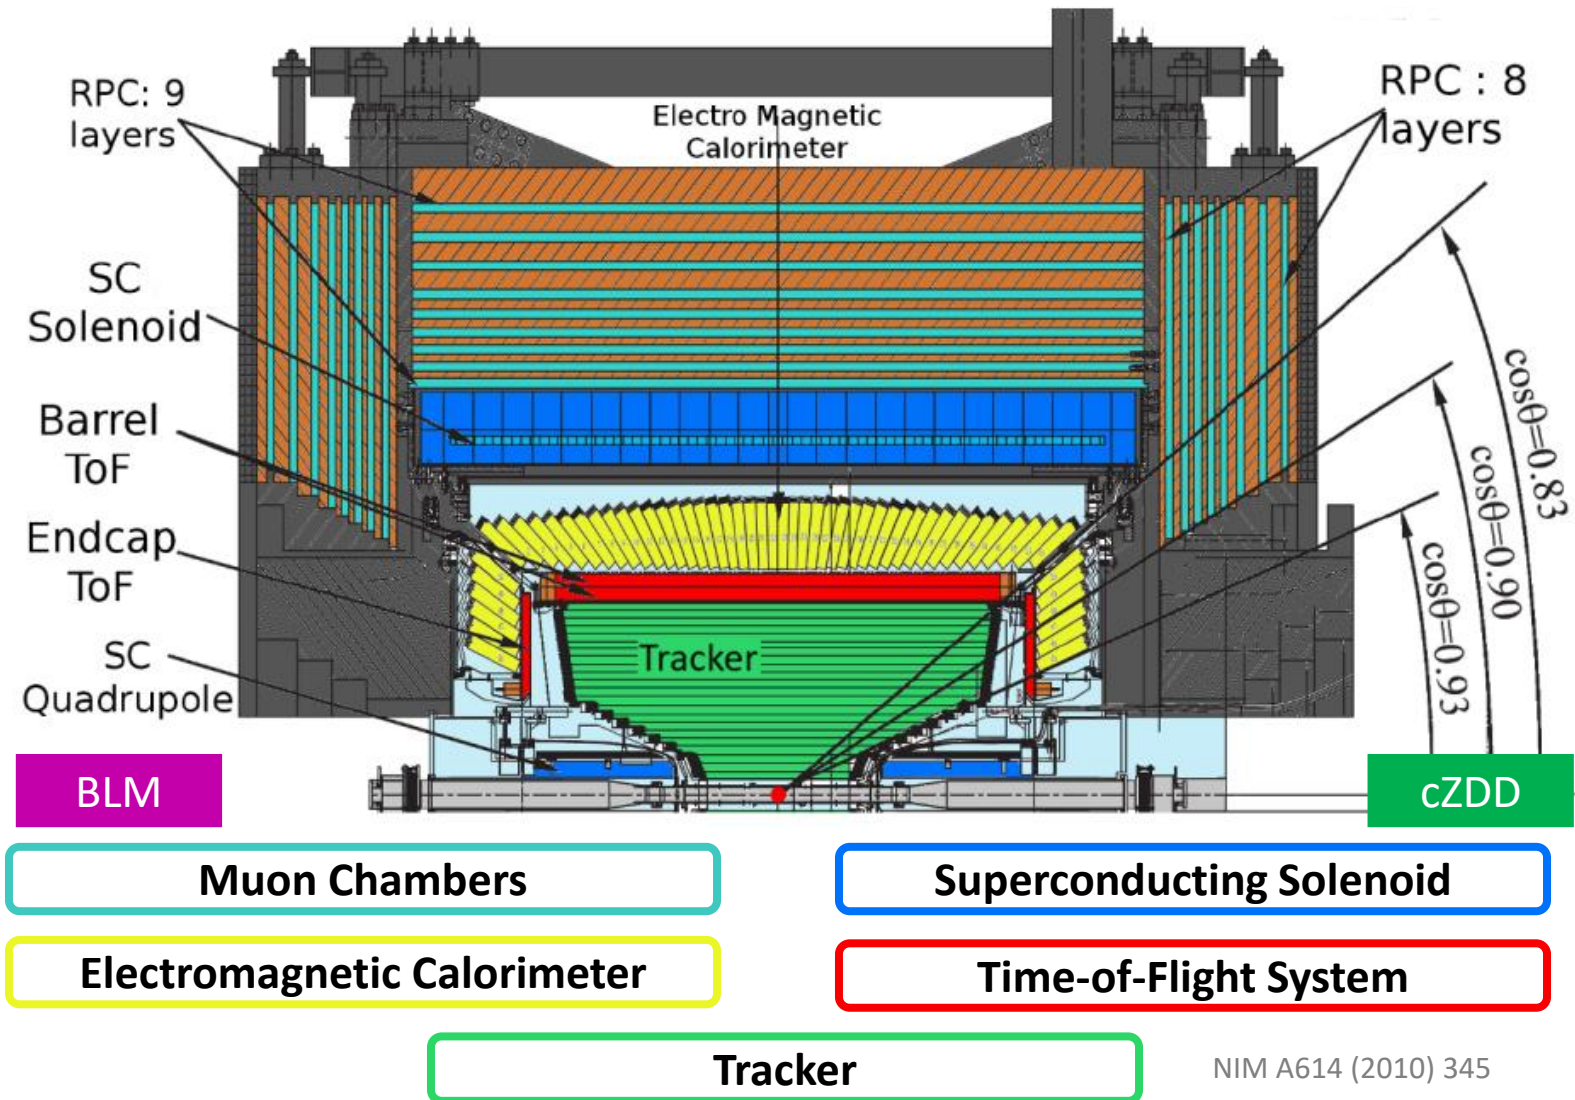 RPC: 9
layers
Electro Magnetic
Calorimeter
RPC : 8
layers
SC
Solenoid
Barrel
ToF
Endcap
ToF
SC
Quadrupole
Tracker
cosθ=0.83
cosθ=0.90
cosθ=0.93
BLM
cZDD
Muon Chambers
Superconducting Solenoid
Electromagnetic Calorimeter
Time-of-Flight System
Tracker
NIM A614 (2010) 345